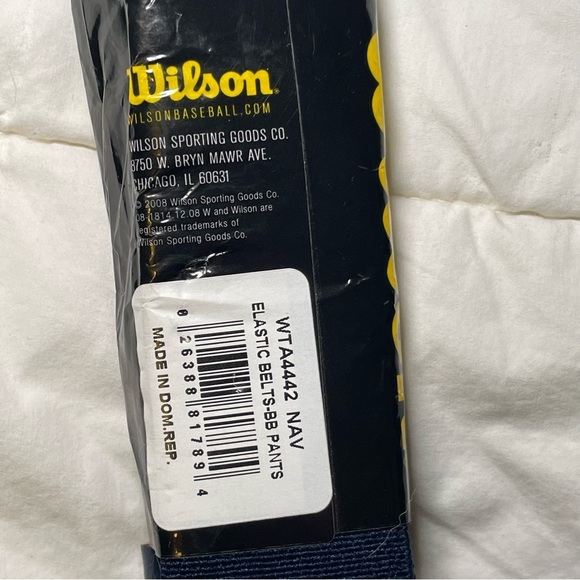 Wilson
WILSONBASEBALL.COM
WILSON SPORTING GOODS CO.
8750 W. BRYN MAWR AVE.
CHICAGO, IL 60631
© 2008 Wilson Sporting Goods Co.
08-1814.12.08 W and Wilson are
registered trademarks of
Wilson Sporting Goods Co.
WTA4442 NAV
ELASTIC BELTS-BB PANTS
0 26388 81789 4
MADE IN DOM.REP.